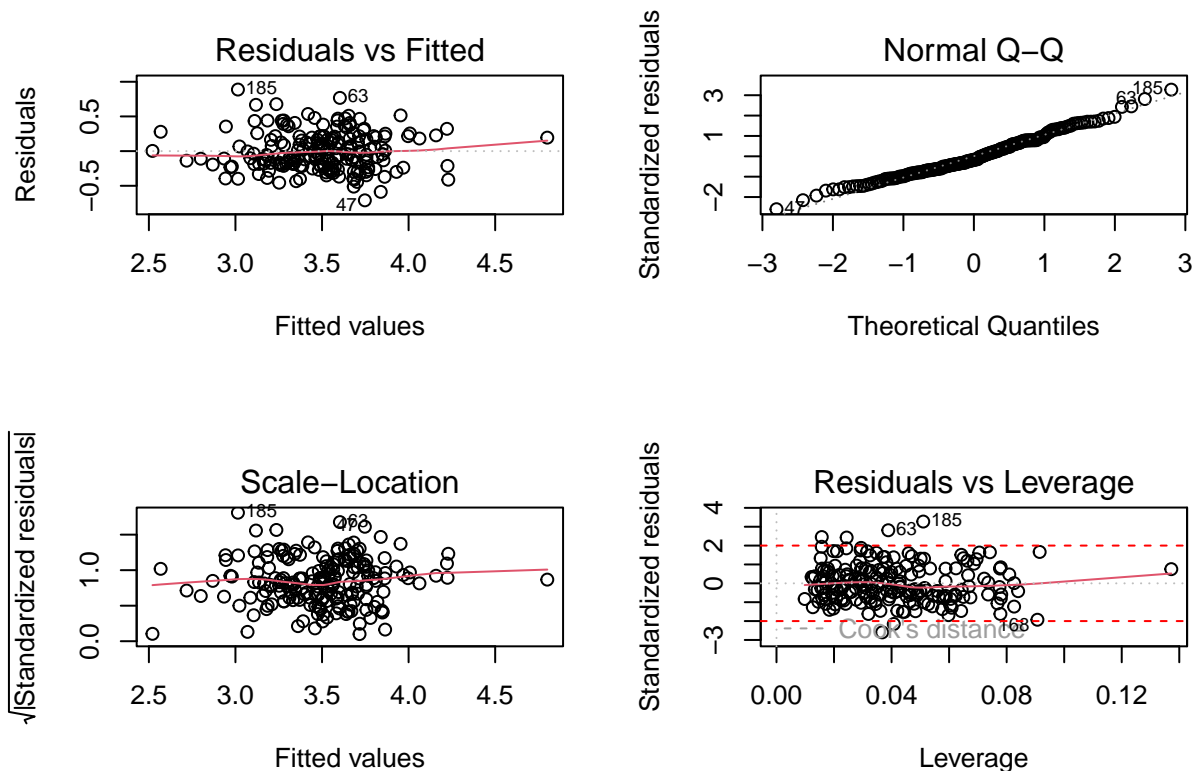 Residuals vs Fitted
Residuals
0.5
−0.5
185
63
47
2.5 3.0 3.5 4.0 4.5
Fitted values
Normal Q−Q
Standardized residuals
3
1
−2
185
63
47
−3 −2 −1 0 1 2 3
Theoretical Quantiles
Scale−Location
√|Standardized residuals|
1.0
0.0
185
63
47
2.5 3.0 3.5 4.0 4.5
Fitted values
Residuals vs Leverage
Standardized residuals
4
2
0
−3
63
185
168
Cook's distance
0.00 0.04 0.08 0.12
Leverage